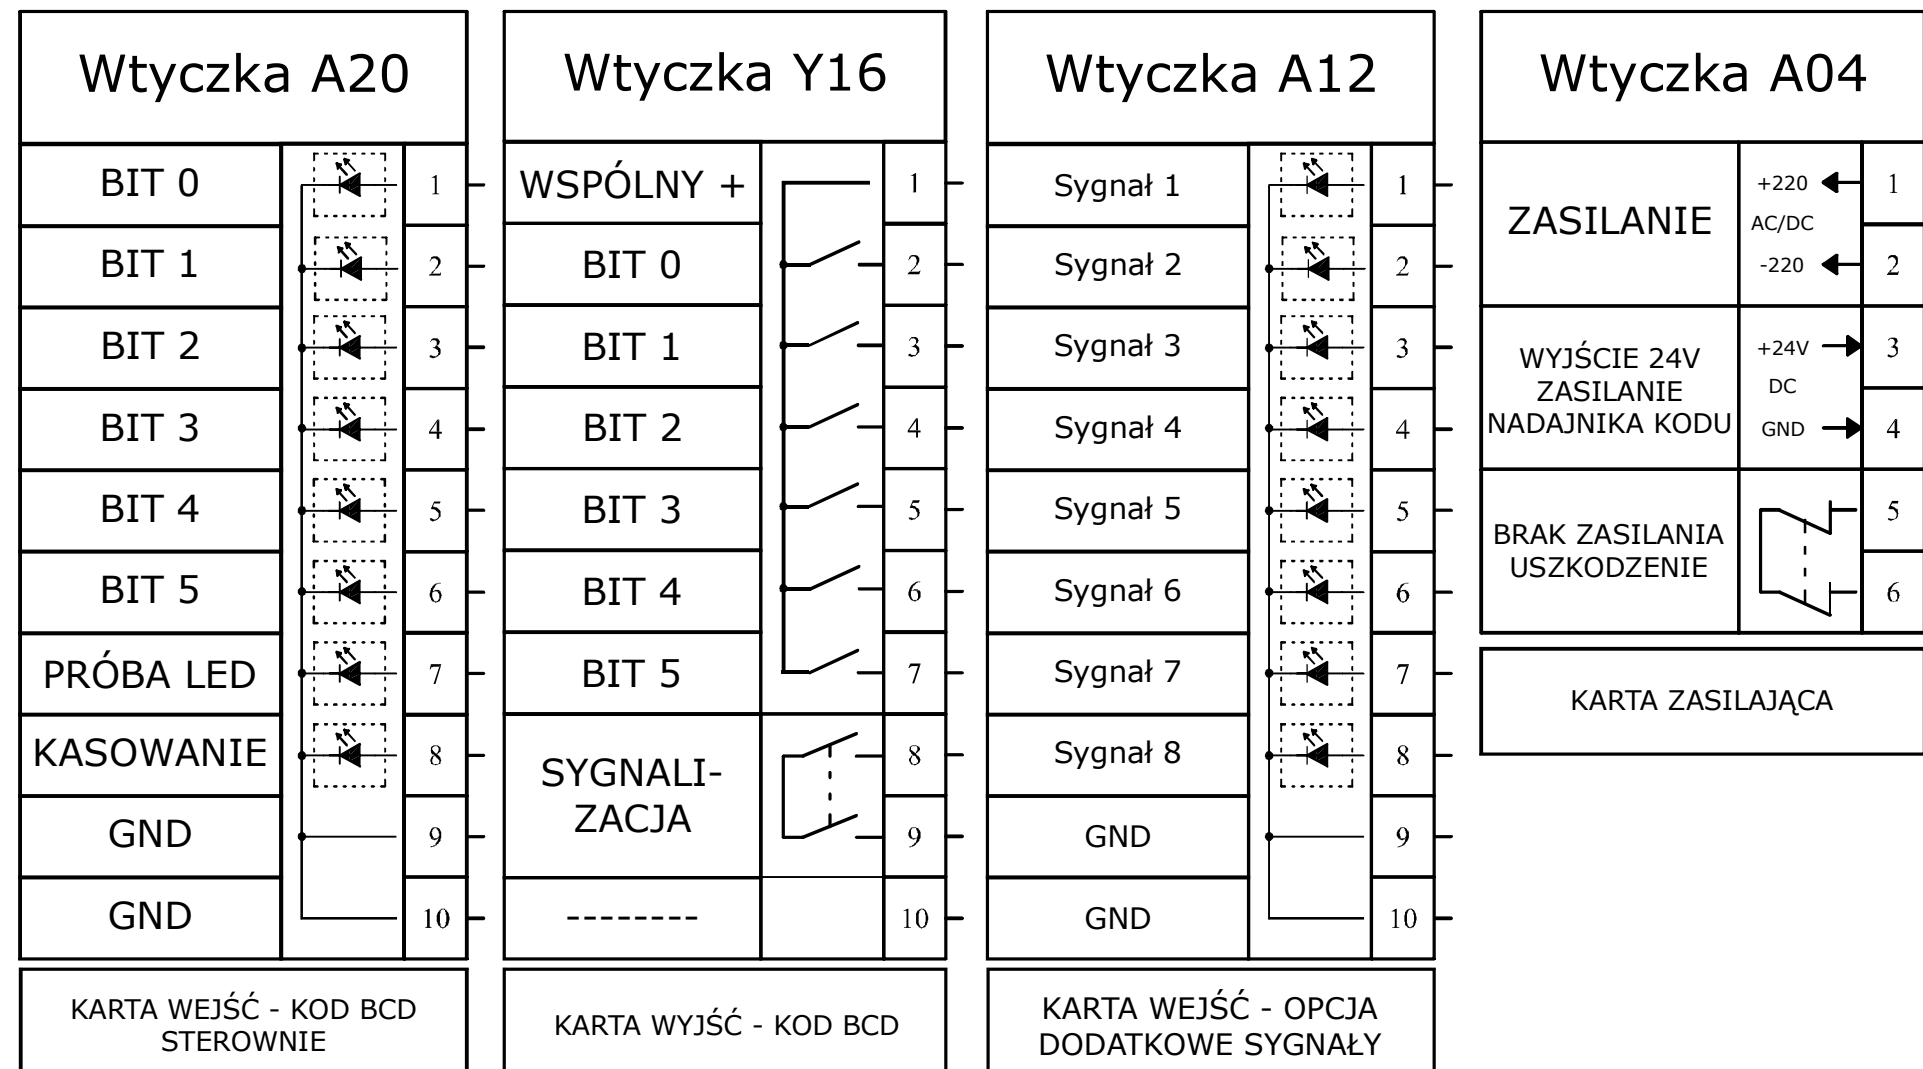 Wtyczka A20
BIT 0 1
BIT 1 2
BIT 2 3
BIT 3 4
BIT 4 5
BIT 5 6
PRÓBA LED 7
KASOWANIE 8
GND 9
GND 10
KARTA WEJŚĆ - KOD BCD
STEROWNIE
Wtyczka Y16
WSPÓLNY + 1
BIT 0 2
BIT 1 3
BIT 2 4
BIT 3 5
BIT 4 6
BIT 5 7
SYGNALI-
ZACJA
8
9
-------- 10
KARTA WYJŚĆ - KOD BCD
Wtyczka A12
Sygnał 1 1
Sygnał 2 2
Sygnał 3 3
Sygnał 4 4
Sygnał 5 5
Sygnał 6 6
Sygnał 7 7
Sygnał 8 8
GND 9
GND 10
KARTA WEJŚĆ - OPCJA
DODATKOWE SYGNAŁY
Wtyczka A04
ZASILANIE
+220 1
AC/DC
-220 2
WYJŚCIE 24V
ZASILANIE
NADAJNIKA KODU
+24V 3
DC
GND 4
BRAK ZASILANIA
USZKODZENIE
5
6
KARTA ZASILAJĄCA